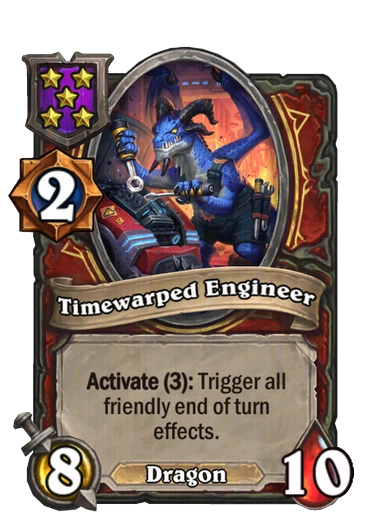 2
Timewarped Engineer
Activate (3): Trigger all
friendly end of turn
effects.
8
Dragon
10